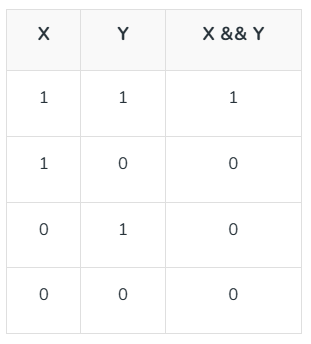 X Y X && Y
1 1 1
1 0 0
0 1 0
0 0 0